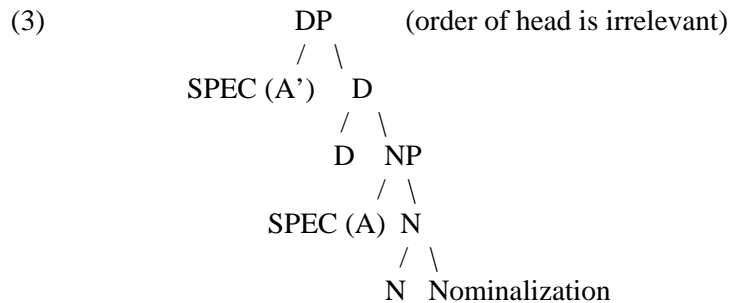 (3) DP (order of head is irrelevant)
SPEC (A’) D
D NP
SPEC (A) N
N Nominalization